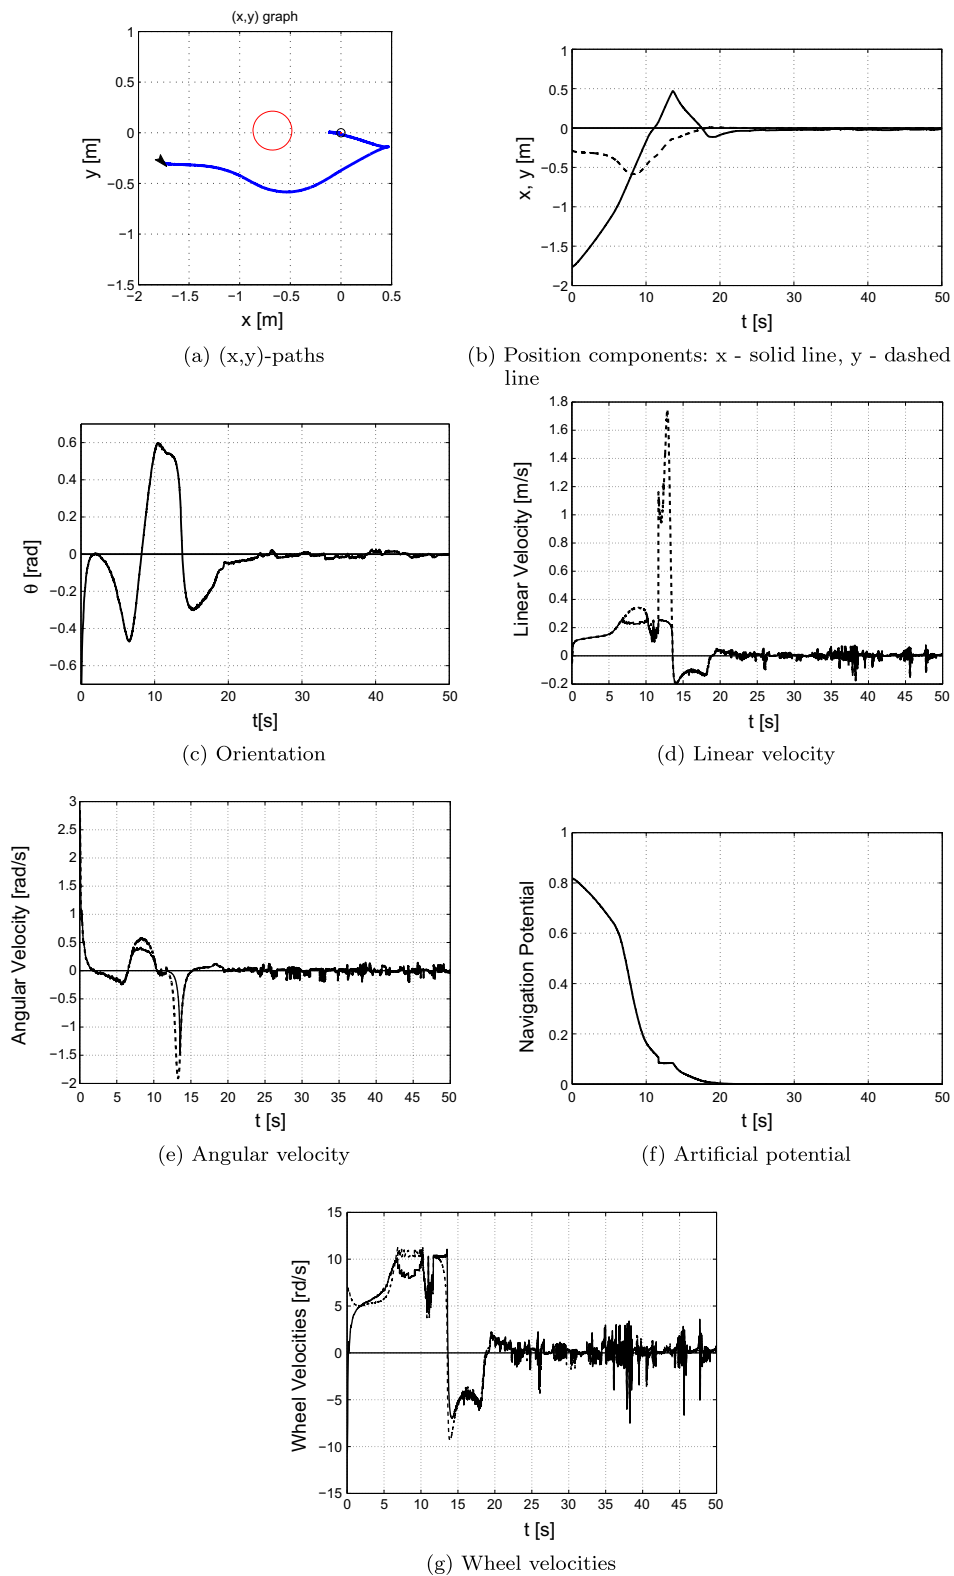 (x,y) graph
1
0.5
0
−0.5
−1
−1.5
−2 −1.5 −1 −0.5 0 0.5
y [m]
x [m]
(a) (x,y)-paths
1
0.5
0
−0.5
−1
−1.5
−2
0 10 20 30 40 50
x, y [m]
t [s]
(b) Position components: x - solid line, y - dashed
line
0.6
0.4
0.2
0
−0.2
−0.4
−0.6
0 10 20 30 40 50
θ [rad]
t[s]
(c) Orientation
1.8
1.6
1.4
1.2
1
0.8
0.6
0.4
0.2
0
−0.2
0 5 10 15 20 25 30 35 40 45 50
Linear Velocity [m/s]
t [s]
(d) Linear velocity
3
2.5
2
1.5
1
0.5
0
−0.5
−1
−1.5
−2
0 5 10 15 20 25 30 35 40 45 50
Angular Velocity [rad/s]
t [s]
(e) Angular velocity
1
0.8
0.6
0.4
0.2
0
0 10 20 30 40 50
Navigation Potential
t [s]
(f) Artificial potential
15
10
5
0
−5
−10
−15
0 5 10 15 20 25 30 35 40 45 50
Wheel Velocities [rd/s]
t [s]
(g) Wheel velocities